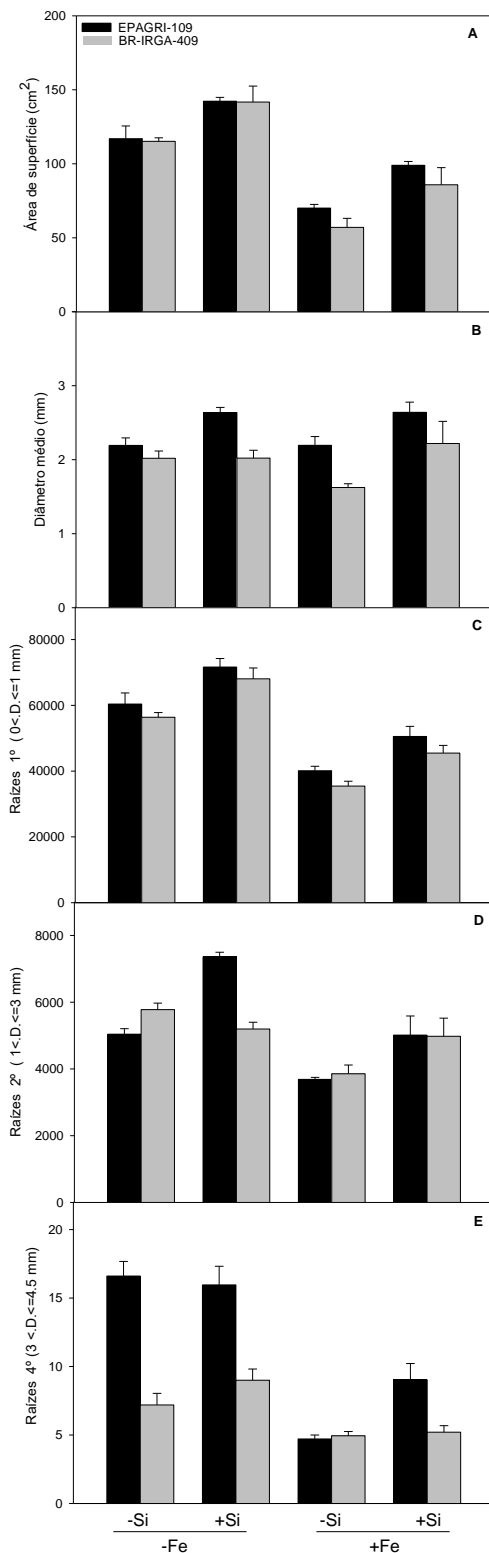 EPAGRI-109
BR-IRGA-409
A
Área de superfície (cm²)
200
150
100
50
0
B
Diâmetro médio (mm)
3
2
1
0
C
Raízes 1º ( 0<.D.<=1 mm)
80000
60000
40000
20000
0
D
Raízes 2º ( 1<.D.<=3 mm)
8000
6000
4000
2000
0
E
Raízes 4º (3 <.D.<=4.5 mm)
20
15
10
5
0
-Si +Si -Si +Si
-Fe +Fe